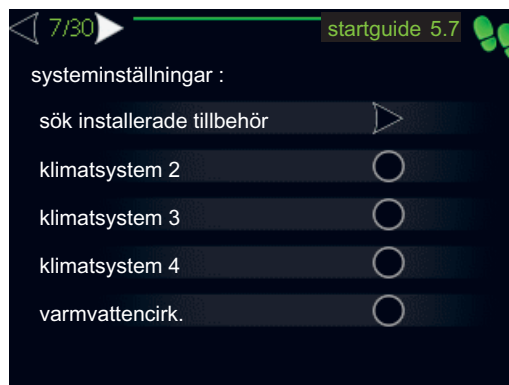 7/30 startguide 5.7
systeminställningar :
sök installerade tillbehör
klimatsystem 2
klimatsystem 3
klimatsystem 4
varmvattencirk.